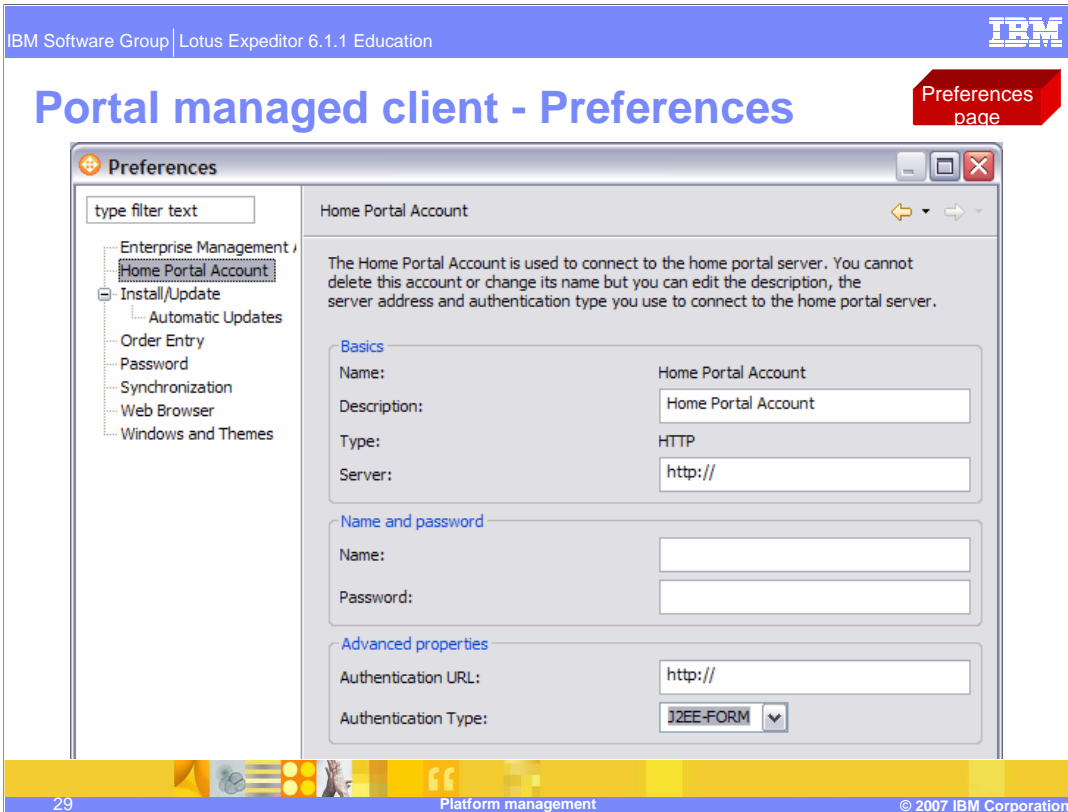 IBM Software Group | Lotus Expeditor 6.1.1 Education
IBM
Portal managed client - Preferences
Preferences
page
Preferences
type filter text
Home Portal Account
Enterprise Management
Home Portal Account
Install/Update
Automatic Updates
Order Entry
Password
Synchronization
Web Browser
Windows and Themes
The Home Portal Account is used to connect to the home portal server. You cannot
delete this account or change its name but you can edit the description, the
server address and authentication type you use to connect to the home portal server.
Basics
Name: Home Portal Account
Description: Home Portal Account
Type: HTTP
Server: http://
Name and password
Name:
Password:
Advanced properties
Authentication URL: http://
Authentication Type: J2EE-FORM
29
Platform management
© 2007 IBM Corporation